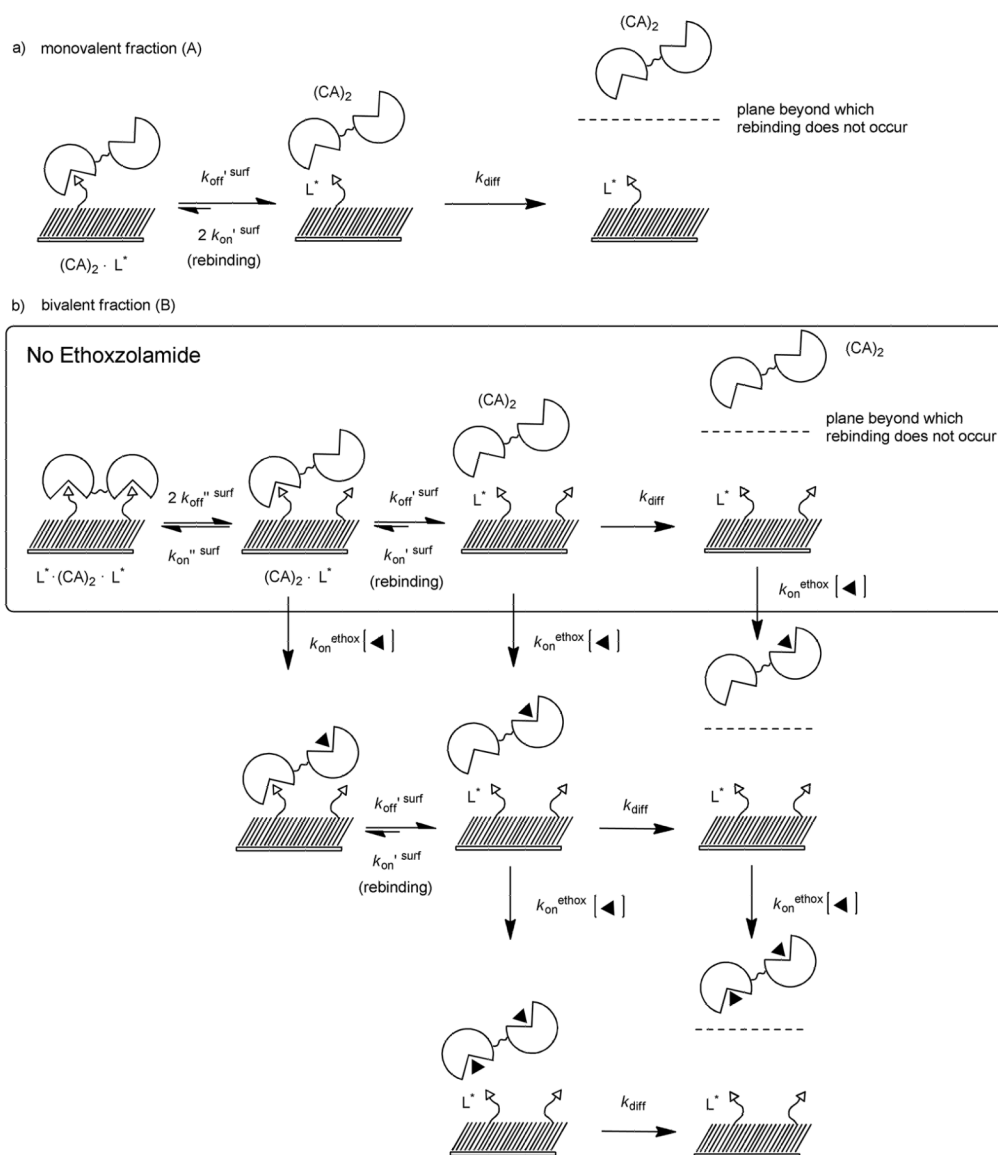 a) monovalent fraction (A)
(CA)2
plane beyond which
rebinding does not occur
(CA)2
koff' surf
L*
kdiff
L*
2 kon' surf
(rebinding)
(CA)2 · L*
b) bivalent fraction (B)
No Ethoxzolamide
(CA)2
plane beyond which
rebinding does not occur
(CA)2
2 koff'' surf
koff' surf
L*
kdiff
L*
kon'' surf
kon' surf
(rebinding)
L* · (CA)2 · L*
(CA)2 · L*
kon ethox [◄]
kon ethox [◄]
kon ethox [◄]
koff' surf
L*
kdiff
L*
kon' surf
(rebinding)
kon ethox [◄]
kon ethox [◄]
L*
kdiff
L*